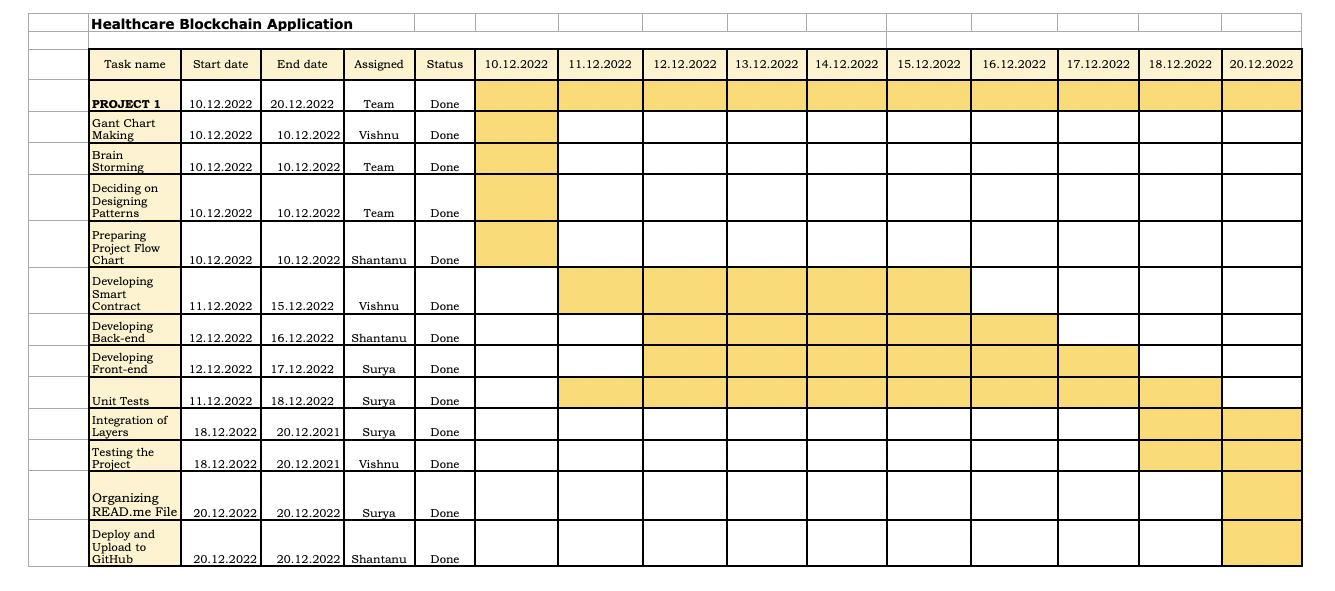 Healthcare Blockchain Application
Task name Start date End date Assigned Status 10.12.2022 11.12.2022 12.12.2022 13.12.2022 14.12.2022 15.12.2022 16.12.2022 17.12.2022 18.12.2022 20.12.2022
PROJECT 1 10.12.2022 20.12.2022 Team Done
Gant Chart
Making 10.12.2022 10.12.2022 Vishnu Done
Brain
Storming 10.12.2022 10.12.2022 Team Done
Deciding on
Designing
Patterns 10.12.2022 10.12.2022 Team Done
Preparing
Project Flow
Chart 10.12.2022 10.12.2022 Shantanu Done
Developing
Smart
Contract 11.12.2022 15.12.2022 Vishnu Done
Developing
Back-end 12.12.2022 16.12.2022 Shantanu Done
Developing
Front-end 12.12.2022 17.12.2022 Surya Done
Unit Tests 11.12.2022 18.12.2022 Surya Done
Integration of
Layers 18.12.2022 20.12.2021 Surya Done
Testing the
Project 18.12.2022 20.12.2021 Vishnu Done
Organizing
READ.me File 20.12.2022 20.12.2022 Surya Done
Deploy and
Upload to
GitHub 20.12.2022 20.12.2022 Shantanu Done